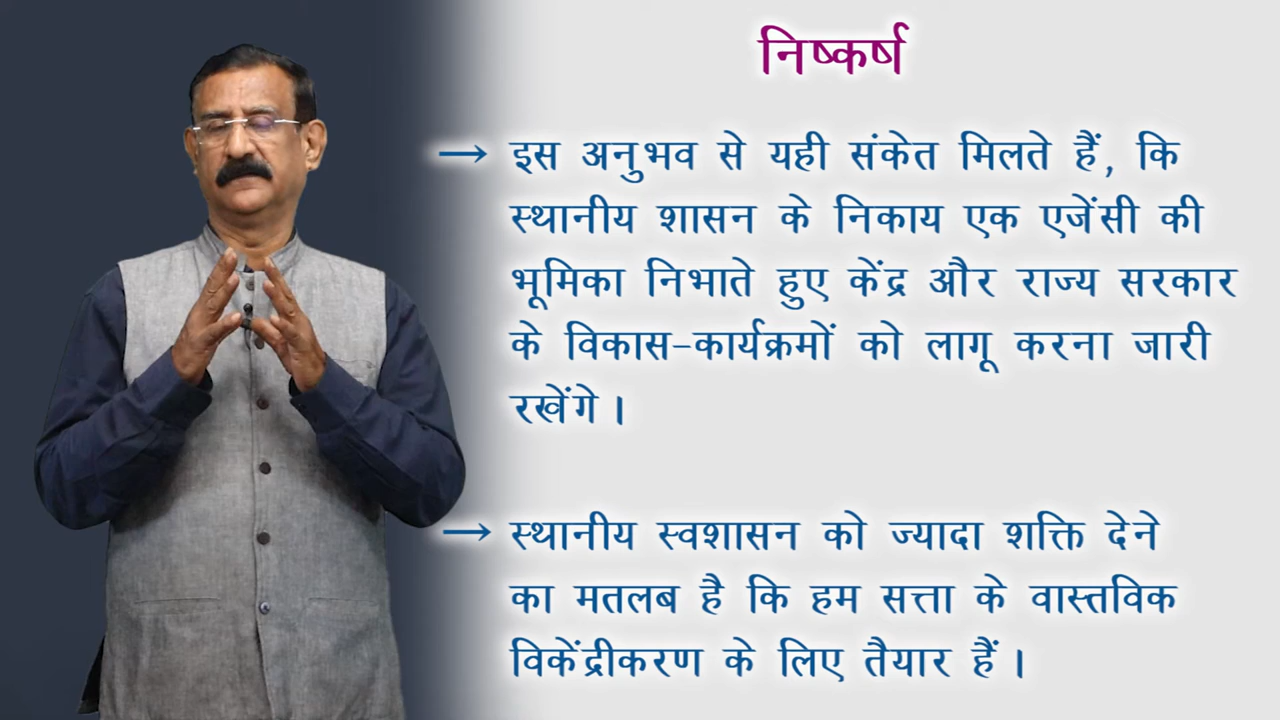 निष्कर्ष
→ इस अनुभव से यही संकेत मिलते हैं, कि
स्थानीय शासन के निकाय एक एजेंसी की
भूमिका निभाते हुए केंद्र और राज्य सरकार
के विकास-कार्यक्रमों को लागू करना जारी
रखेंगे।
→ स्थानीय स्वशासन को ज्यादा शक्ति देने
का मतलब है कि हम सत्ता के वास्तविक
विकेंद्रीकरण के लिए तैयार हैं।